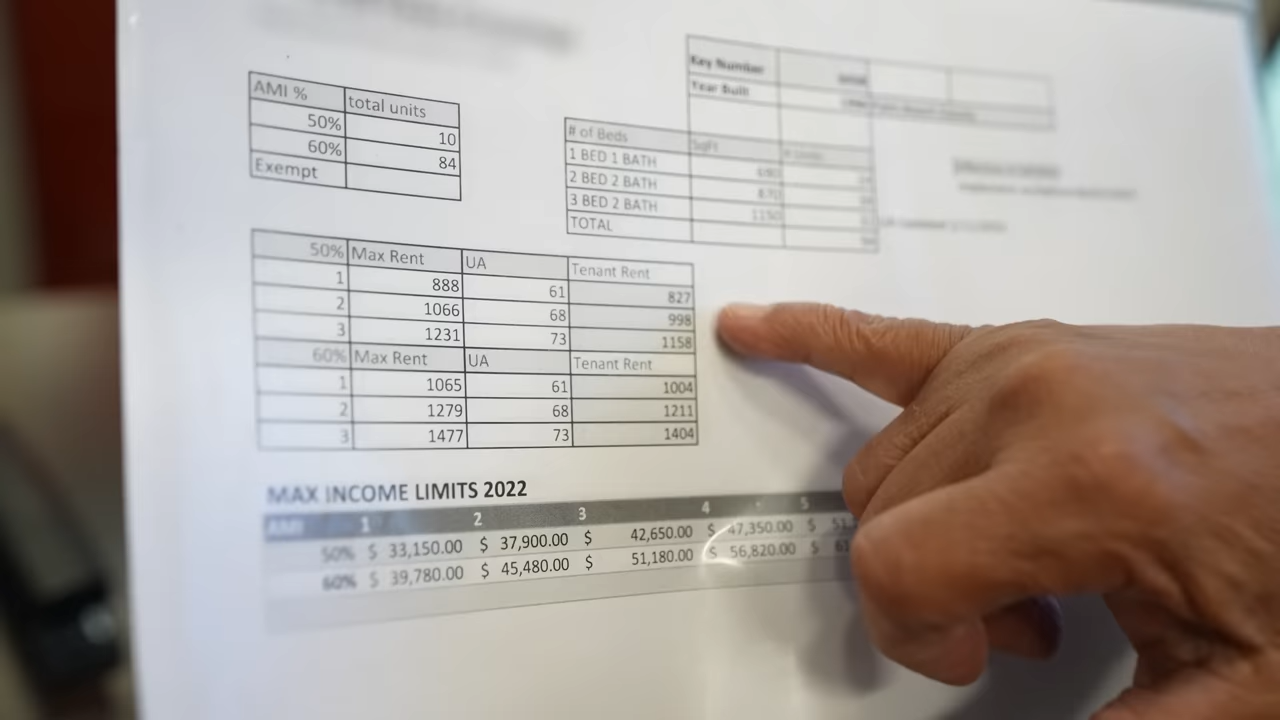 AMI % total units
50% 10
60% 84
Exempt
Key Number
Year Built
# of Beds SqFt
1 BED 1 BATH
2 BED 2 BATH
3 BED 2 BATH 1150
TOTAL
50% Max Rent UA Tenant Rent
1 888 61 827
2 1066 68 998
3 1231 73 1158
60% Max Rent UA Tenant Rent
1 1065 61 1004
2 1279 68 1211
3 1477 73 1404
MAX INCOME LIMITS 2022
AMI 1 2 3 4 5
50% $ 33,150.00 $ 37,900.00 $ 42,650.00 $ 47,350.00 $
60% $ 39,780.00 $ 45,480.00 $ 51,180.00 $ 56,820.00 $